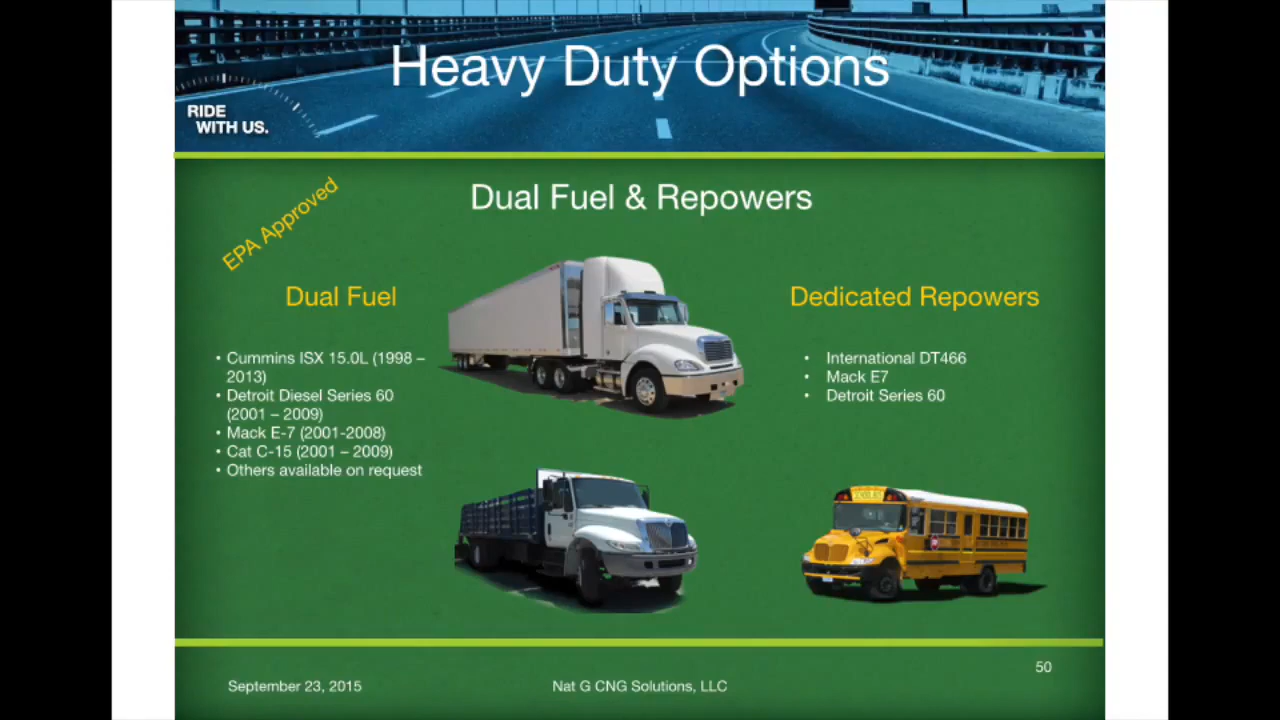 Heavy Duty Options
RIDE
WITH US.
EPA Approved
Dual Fuel & Repowers
Dual Fuel
• Cummins ISX 15.0L (1998 –
2013)
• Detroit Diesel Series 60
(2001 – 2009)
• Mack E-7 (2001-2008)
• Cat C-15 (2001 – 2009)
• Others available on request
Dedicated Repowers
• International DT466
• Mack E7
• Detroit Series 60
SCHOOL BUS
50
September 23, 2015
Nat G CNG Solutions, LLC